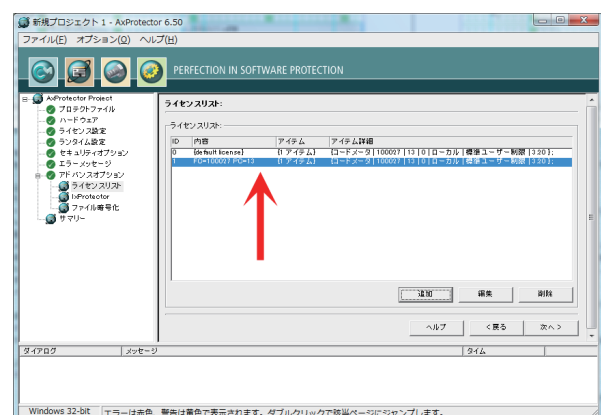 新規プロジェクト 1 - AxProtector 6.50
ファイル(F) オプション(O) ヘルプ(H)
PERFECTION IN SOFTWARE PROTECTION
AxProtector Project
プロテクトファイル
ハードウェア
ライセンス設定
ランタイム設定
セキュリティオプション
エラーメッセージ
アドバンスオプション
ライセンスリスト
IxProtector
ファイル暗号化
サマリー
ライセンスリスト:
ライセンスリスト:
ID 内容 アイテム アイテム詳細
0 {default license} {1 アイテム} {コードメータ | 100027 | 13 | 0 | ローカル | 標準ユーザー制限 | 3.20 };
1 FC=100027 PC=13 {1 アイテム} {コードメータ | 100027 | 13 | 0 | ローカル | 標準ユーザー制限 | 3.20 };
追加 編集 削除
ヘルプ < 戻る 次へ >
ダイアログ メッセージ タイム
Windows 32-bit エラーは赤色、警告は黄色で表示されます。ダブルクリックで該当ページにジャンプします。